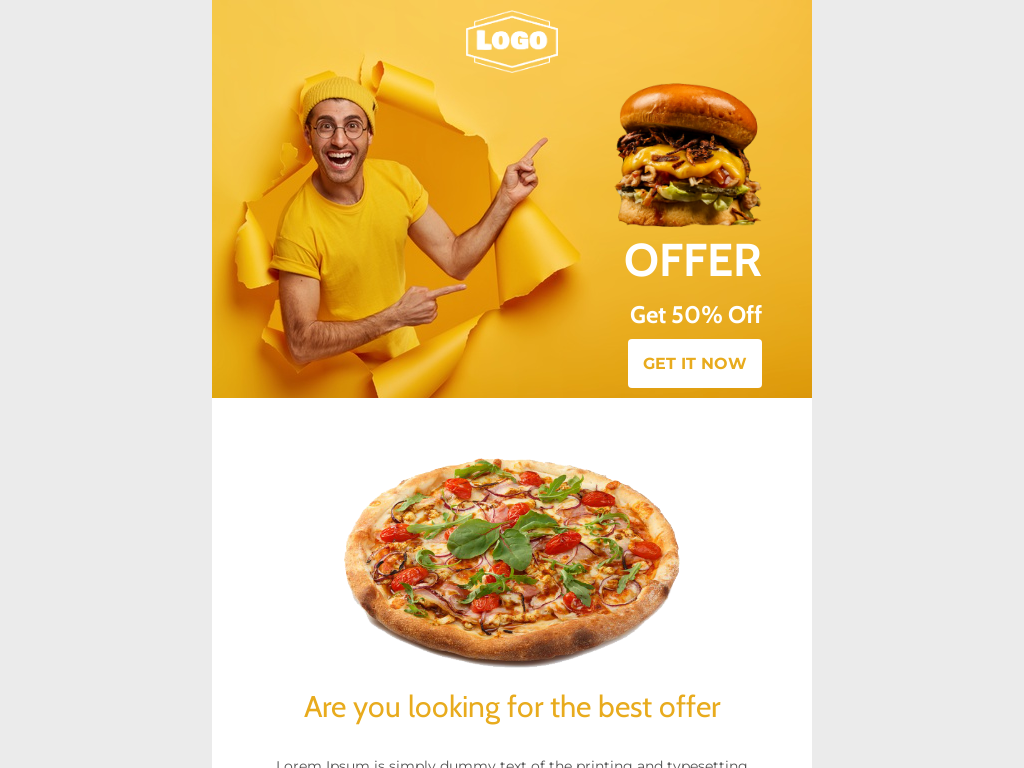 LOGO
OFFER
Get 50% Off
GET IT NOW
Are you looking for the best offer
Lorem Ipsum is simply dummy text of the printing and typesetting